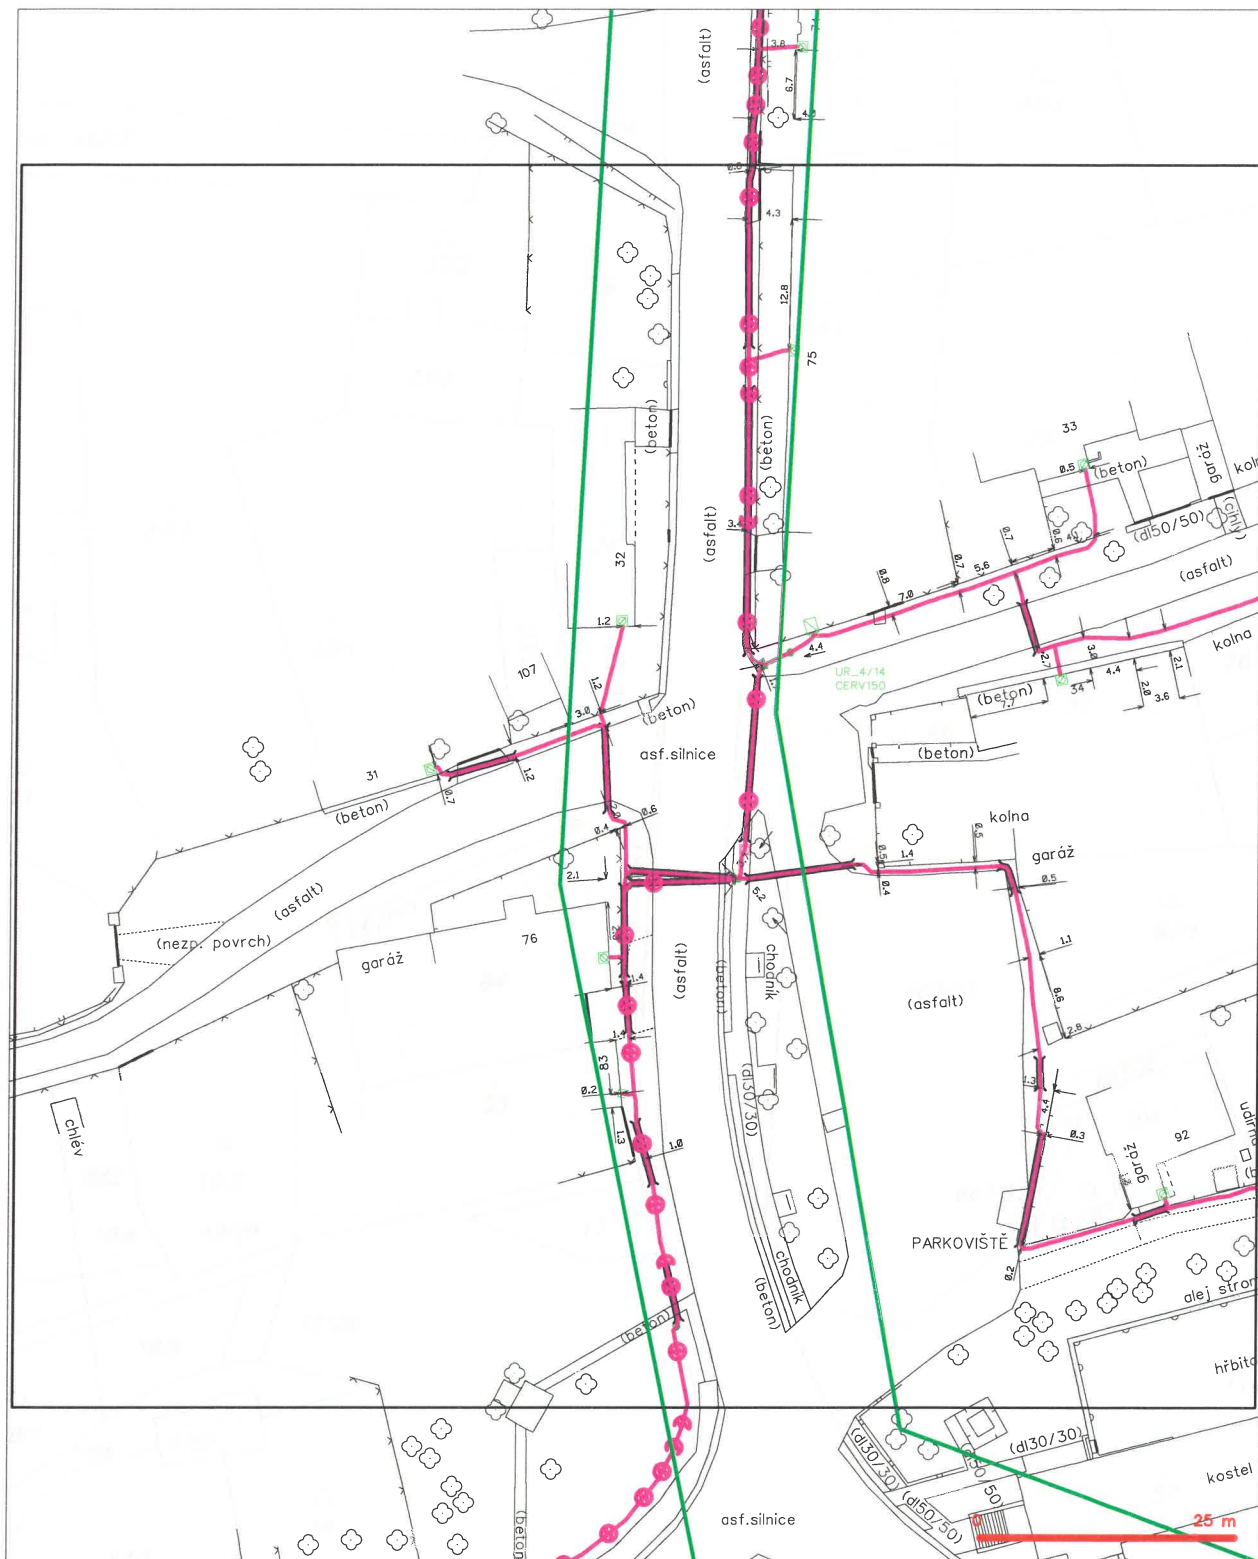 (asfalt)
3.8
6.7
4.0
4.3
12.8
75
(beton)
(beton)
33
0.5
(beton)
garáž
(cihly)
(dl50/50)
(asfalt)
3.4
(asfalt)
32
0.7
0.6
5.6
0.7
7.0
0.8
4.4
UR_4/14
CERV150
1.2
107
1.2
3.0
(beton)
2.7
3.0
4.4
2.1
2.0
3.6
34
7.7
(beton)
kolna
(beton)
asf.silnice
31
(beton)
0.7
1.2
0.6
0.4
2.1
kolna
garáž
0.5
1.4
0.5
0.4
0.5
5.2
(asfalt)
(nezp. povrch)
garáž
76
1.4
(asfalt)
(beton)
chodník
(asfalt)
1.1
8.6
2.8
1.4
83
0.2
1.3
1.0
(dl30/30)
1.3
4.4
0.3
chlév
garáž
92
PARKOVIŠTĚ
0.2
chodník
(beton)
(beton)
(dl30/30)
(dl30/30)
(dl50/50)
kostel
asf.silnice
0
25 m